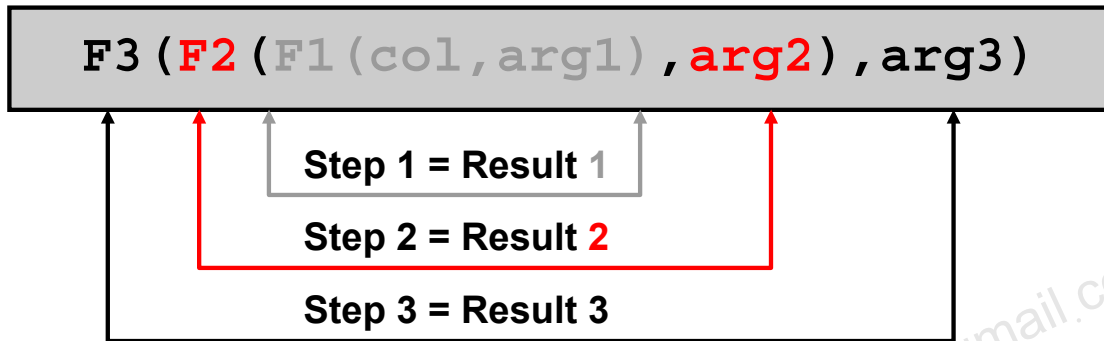 F3(F2(F1(col,arg1),arg2),arg3)
Step 1 = Result 1
Step 2 = Result 2
Step 3 = Result 3